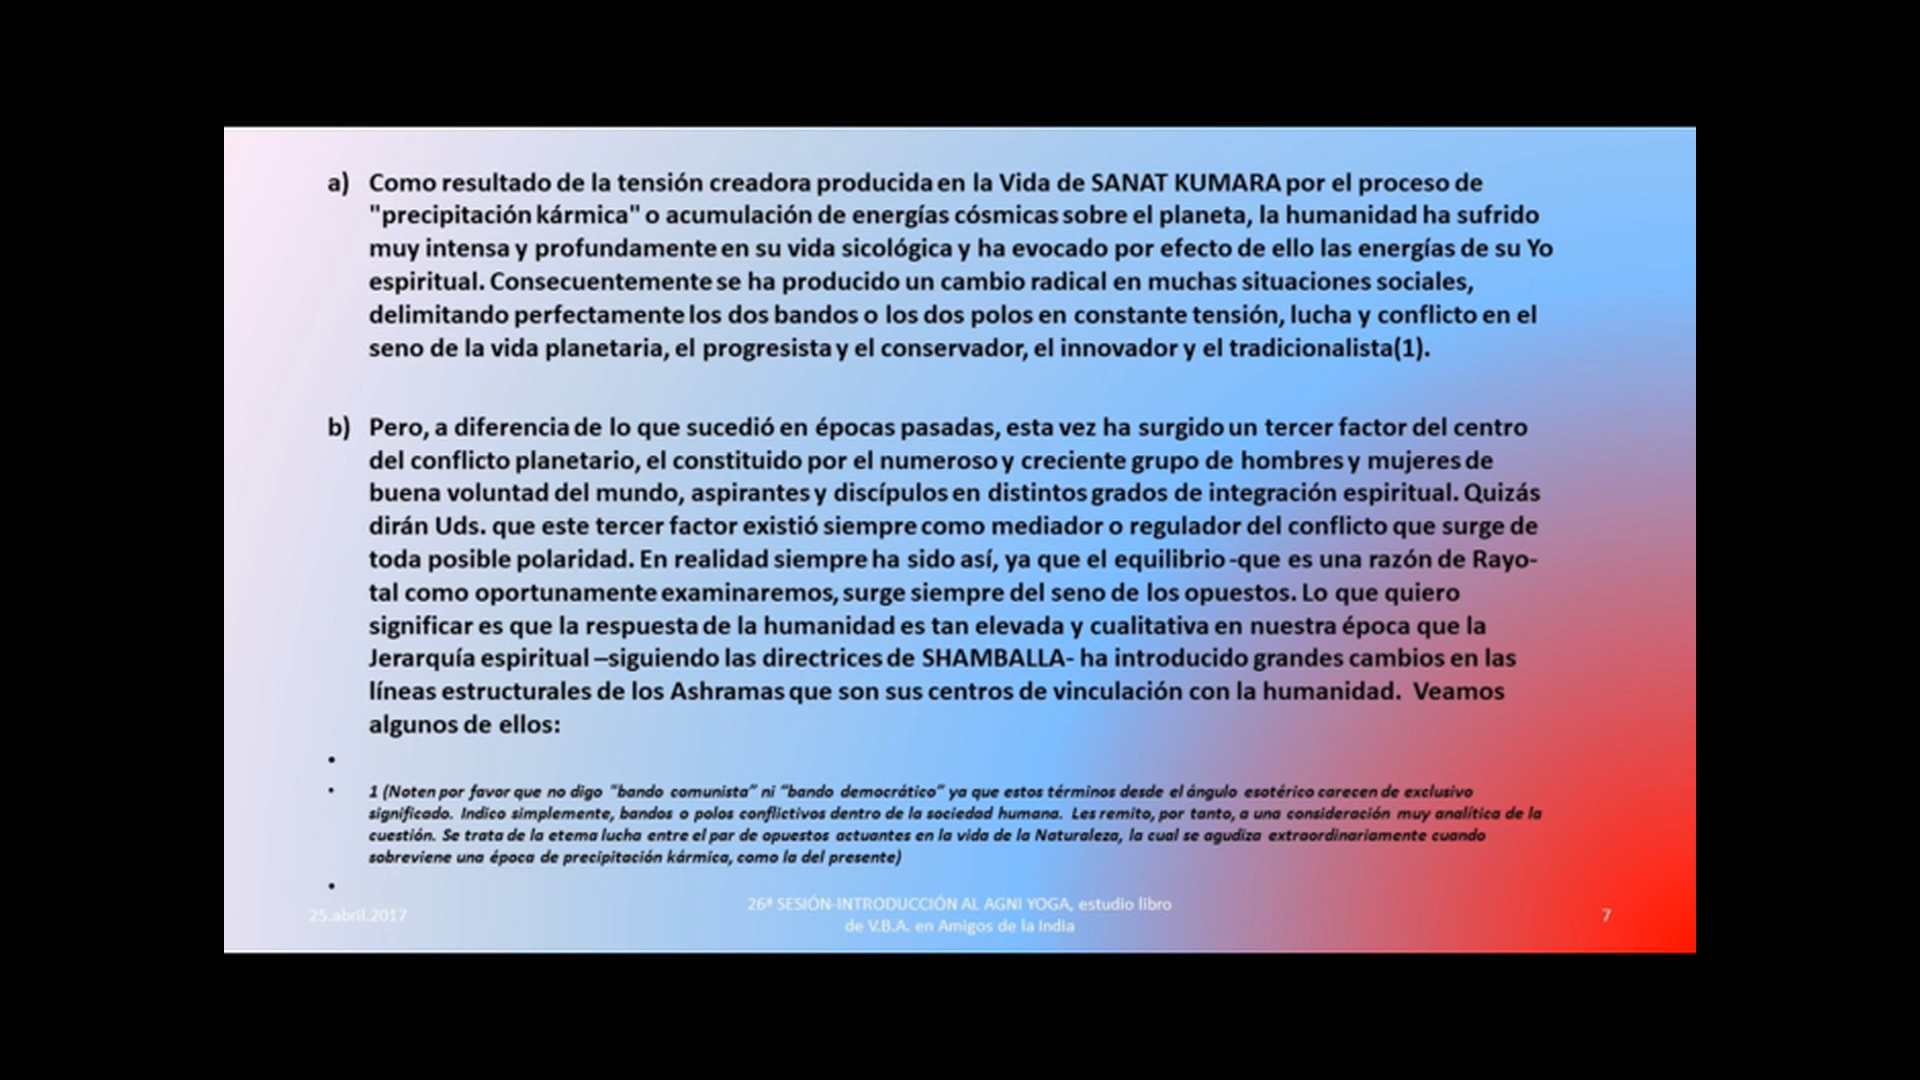 a) Como resultado de la tensión creadora producida en la Vida de SANAT KUMARA por el proceso de
"precipitación kármica" o acumulación de energías cósmicas sobre el planeta, la humanidad ha sufrido
muy intensa y profundamente en su vida sicológica y ha evocado por efecto de ello las energías de su Yo
espiritual. Consecuentemente se ha producido un cambio radical en muchas situaciones sociales,
delimitando perfectamente los dos bandos o los dos polos en constante tensión, lucha y conflicto en el
seno de la vida planetaria, el progresista y el conservador, el innovador y el tradicionalista(1).
b) Pero, a diferencia de lo que sucedió en épocas pasadas, esta vez ha surgido un tercer factor del centro
del conflicto planetario, el constituido por el numeroso y creciente grupo de hombres y mujeres de
buena voluntad del mundo, aspirantes y discípulos en distintos grados de integración espiritual. Quizás
dirán Uds. que este tercer factor existió siempre como mediador o regulador del conflicto que surge de
toda posible polaridad. En realidad siempre ha sido así, ya que el equilibrio -que es una razón de Rayo-
tal como oportunamente examinaremos, surge siempre del seno de los opuestos. Lo que quiero
significar es que la respuesta de la humanidad es tan elevada y cualitativa en nuestra época que la
Jerarquía espiritual –siguiendo las directrices de SHAMBALLA- ha introducido grandes cambios en las
líneas estructurales de los Ashramas que son sus centros de vinculación con la humanidad. Veamos
algunos de ellos:
•
• 1 (Noten por favor que no digo "bando comunista” ni “bando democrático” ya que estos términos desde el ángulo esotérico carecen de exclusivo
significado. Indico simplemente, bandos o polos conflictivos dentro de la sociedad humana. Les remito, por tanto, a una consideración muy analítica de la
cuestión. Se trata de la etema lucha entre el par de opuestos actuantes en la vida de la Naturaleza, la cual se agudiza extraordinariamente cuando
sobreviene una época de precipitación kármica, como la del presente)
•
25.abril.2017
26ª SESIÓN-INTRODUCCIÓN AL AGNI YOGA, estudio libro
de V.B.A. en Amigos de la India
7